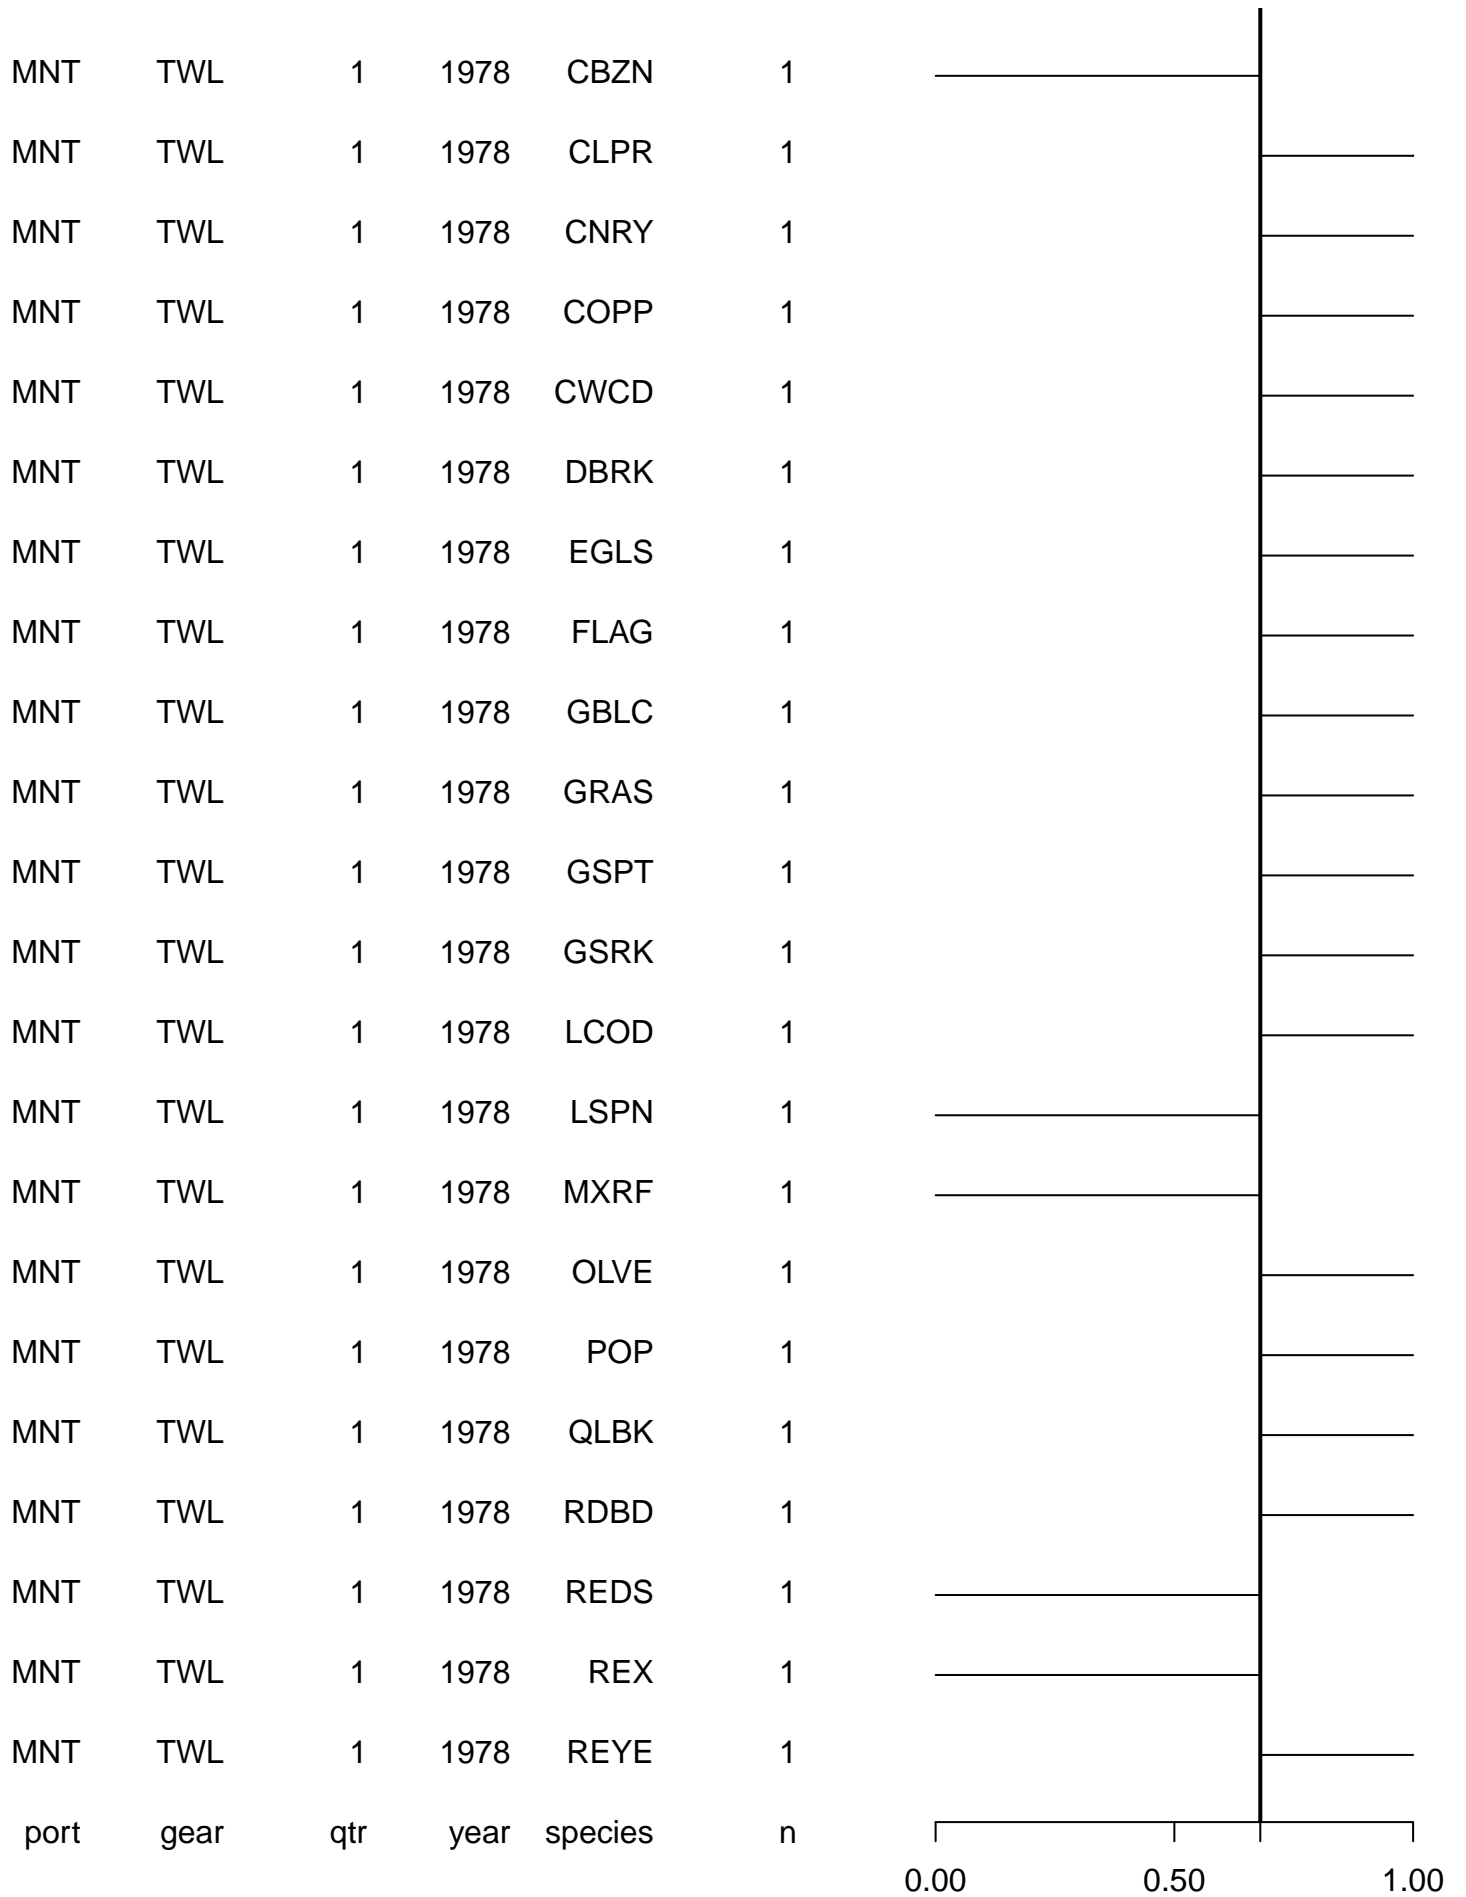 MNT TWL 1 1978 CBZN 1
MNT TWL 1 1978 CLPR 1
MNT TWL 1 1978 CNRY 1
MNT TWL 1 1978 COPP 1
MNT TWL 1 1978 CWCD 1
MNT TWL 1 1978 DBRK 1
MNT TWL 1 1978 EGLS 1
MNT TWL 1 1978 FLAG 1
MNT TWL 1 1978 GBLC 1
MNT TWL 1 1978 GRAS 1
MNT TWL 1 1978 GSPT 1
MNT TWL 1 1978 GSRK 1
MNT TWL 1 1978 LCOD 1
MNT TWL 1 1978 LSPN 1
MNT TWL 1 1978 MXRF 1
MNT TWL 1 1978 OLVE 1
MNT TWL 1 1978 POP 1
MNT TWL 1 1978 QLBK 1
MNT TWL 1 1978 RDBD 1
MNT TWL 1 1978 REDS 1
MNT TWL 1 1978 REX 1
MNT TWL 1 1978 REYE 1
port gear qtr year species n
0.00 0.50 1.00